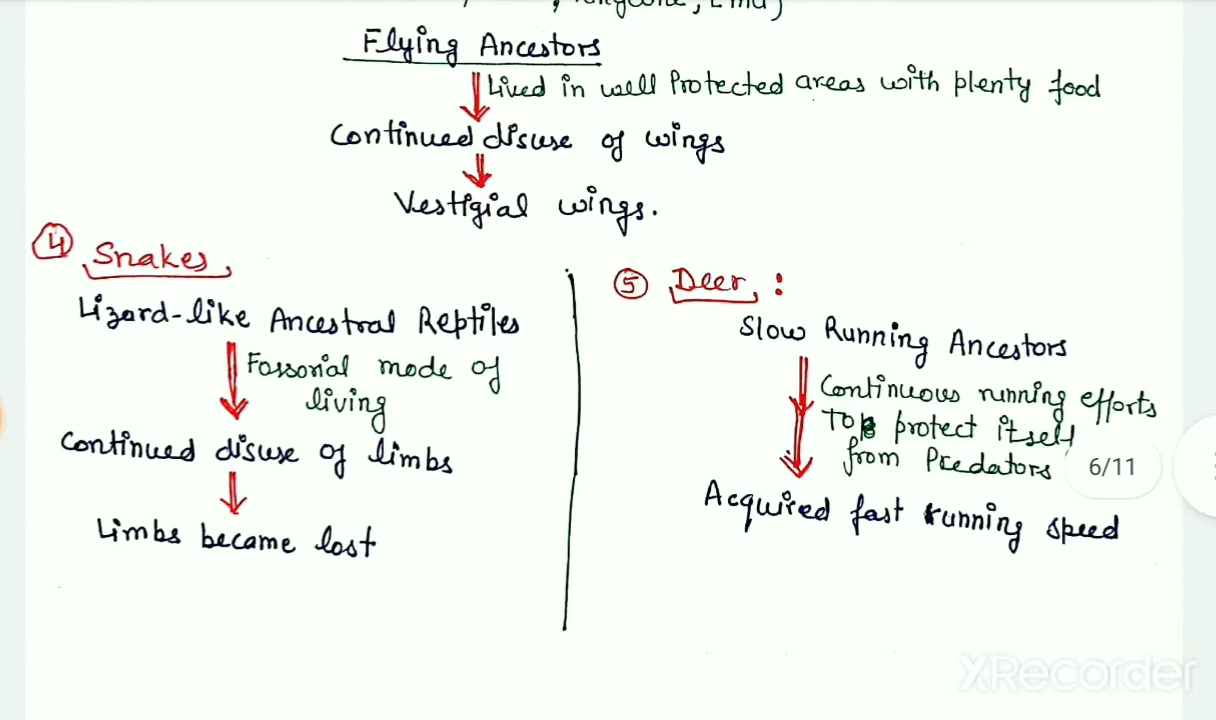 Emu)
Flying Ancestors
Lived in well Protected areas with plenty food
Continued disuse of wings
Vestigial wings.
④ Snakes,
Lizard-like Ancestral Reptiles
Fossorial mode of
living
Continued disuse of limbs
Limbs became lost
⑤ Deer, :
Slow Running Ancestors
Continuous running efforts
To protect itself
from Predators
6/11
Acquired fast running speed
XRecorder